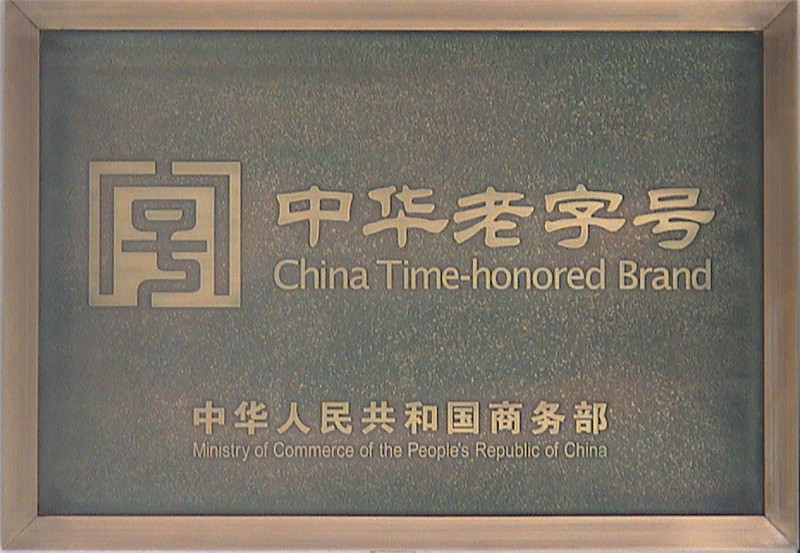 中华老字号
China Time-honored Brand
中华人民共和国商务部
Ministry of Commerce of the People's Republic of China